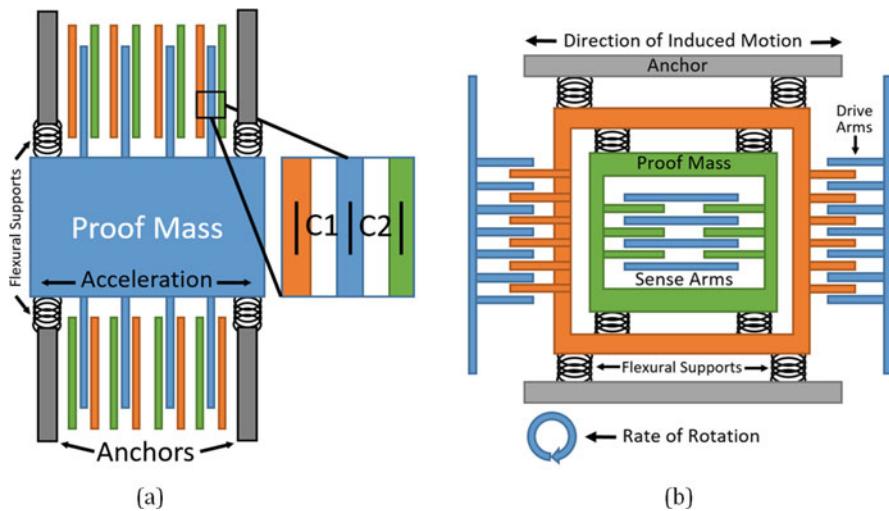 Flexural Supports
Proof Mass
Acceleration
C1
C2
Anchors
(a)
Direction of Induced Motion
Anchor
Drive
Arms
Proof Mass
Sense Arms
Flexural Supports
Rate of Rotation
(b)